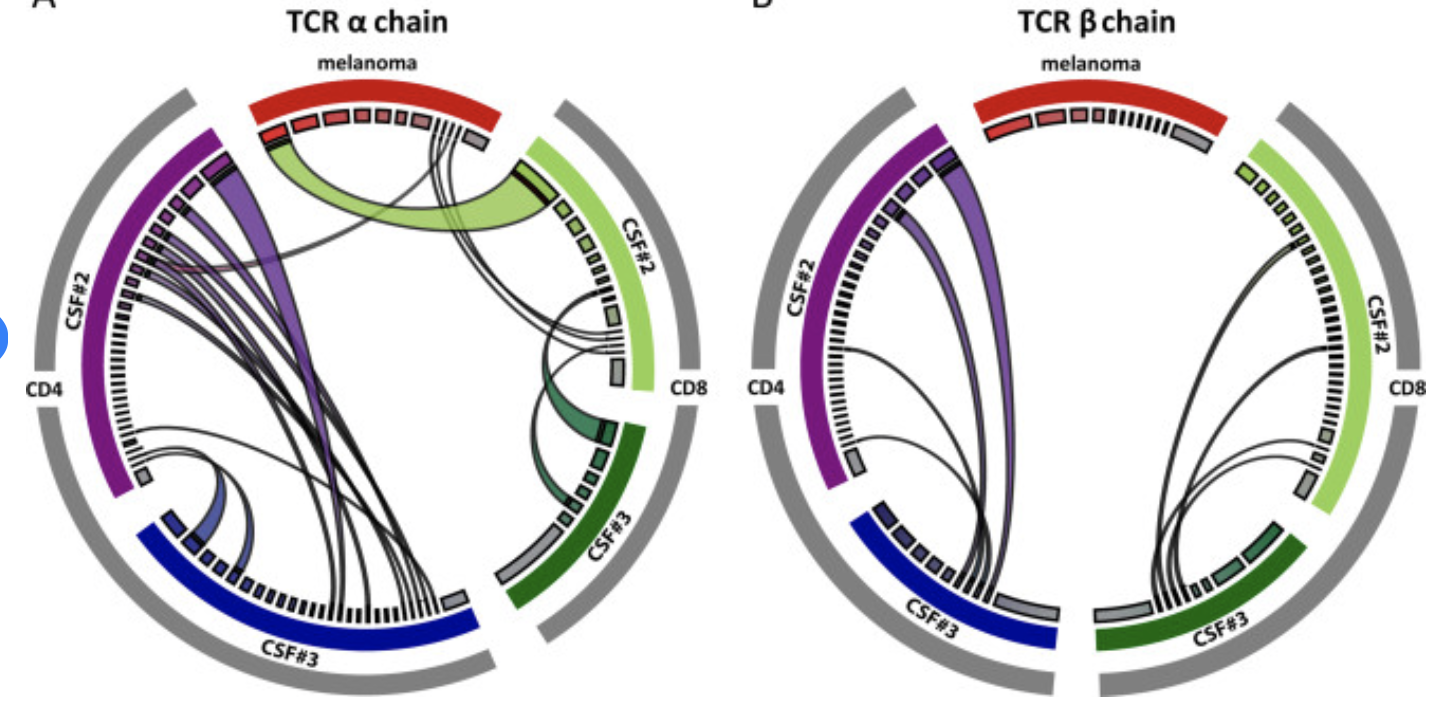 A
TCR α chain
melanoma
CSF#2
CSF#2
CD4
CD8
CSF#3
CSF#3
B
TCR β chain
melanoma
CSF#2
CSF#2
CD4
CD8
CSF#3
CSF#3